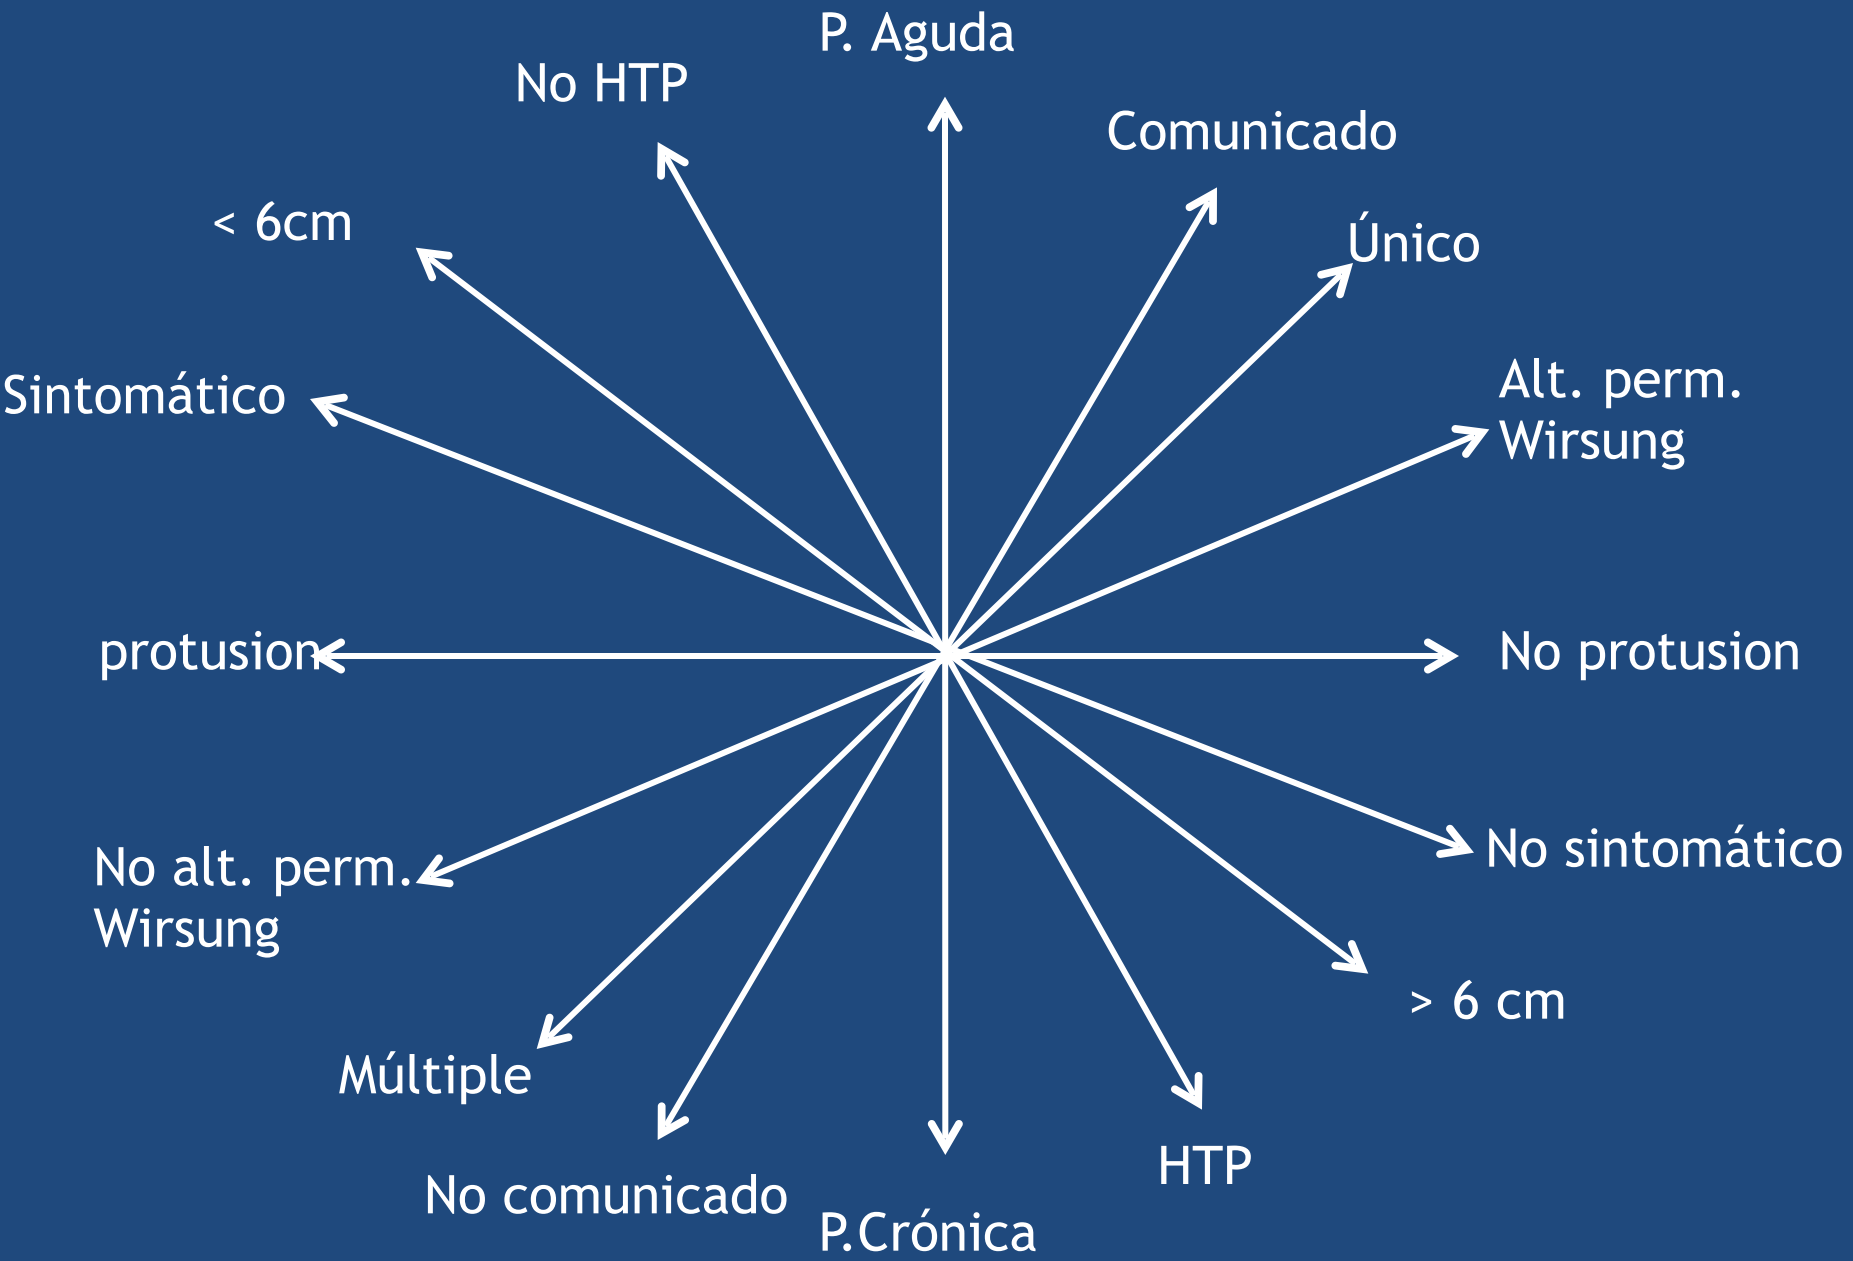 P. Aguda
No HTP
Comunicado
< 6cm
Único
Sintomático
Alt. perm.
Wirsung
protusion
No protusion
No alt. perm.
Wirsung
No sintomático
> 6 cm
Múltiple
HTP
No comunicado
P.Crónica